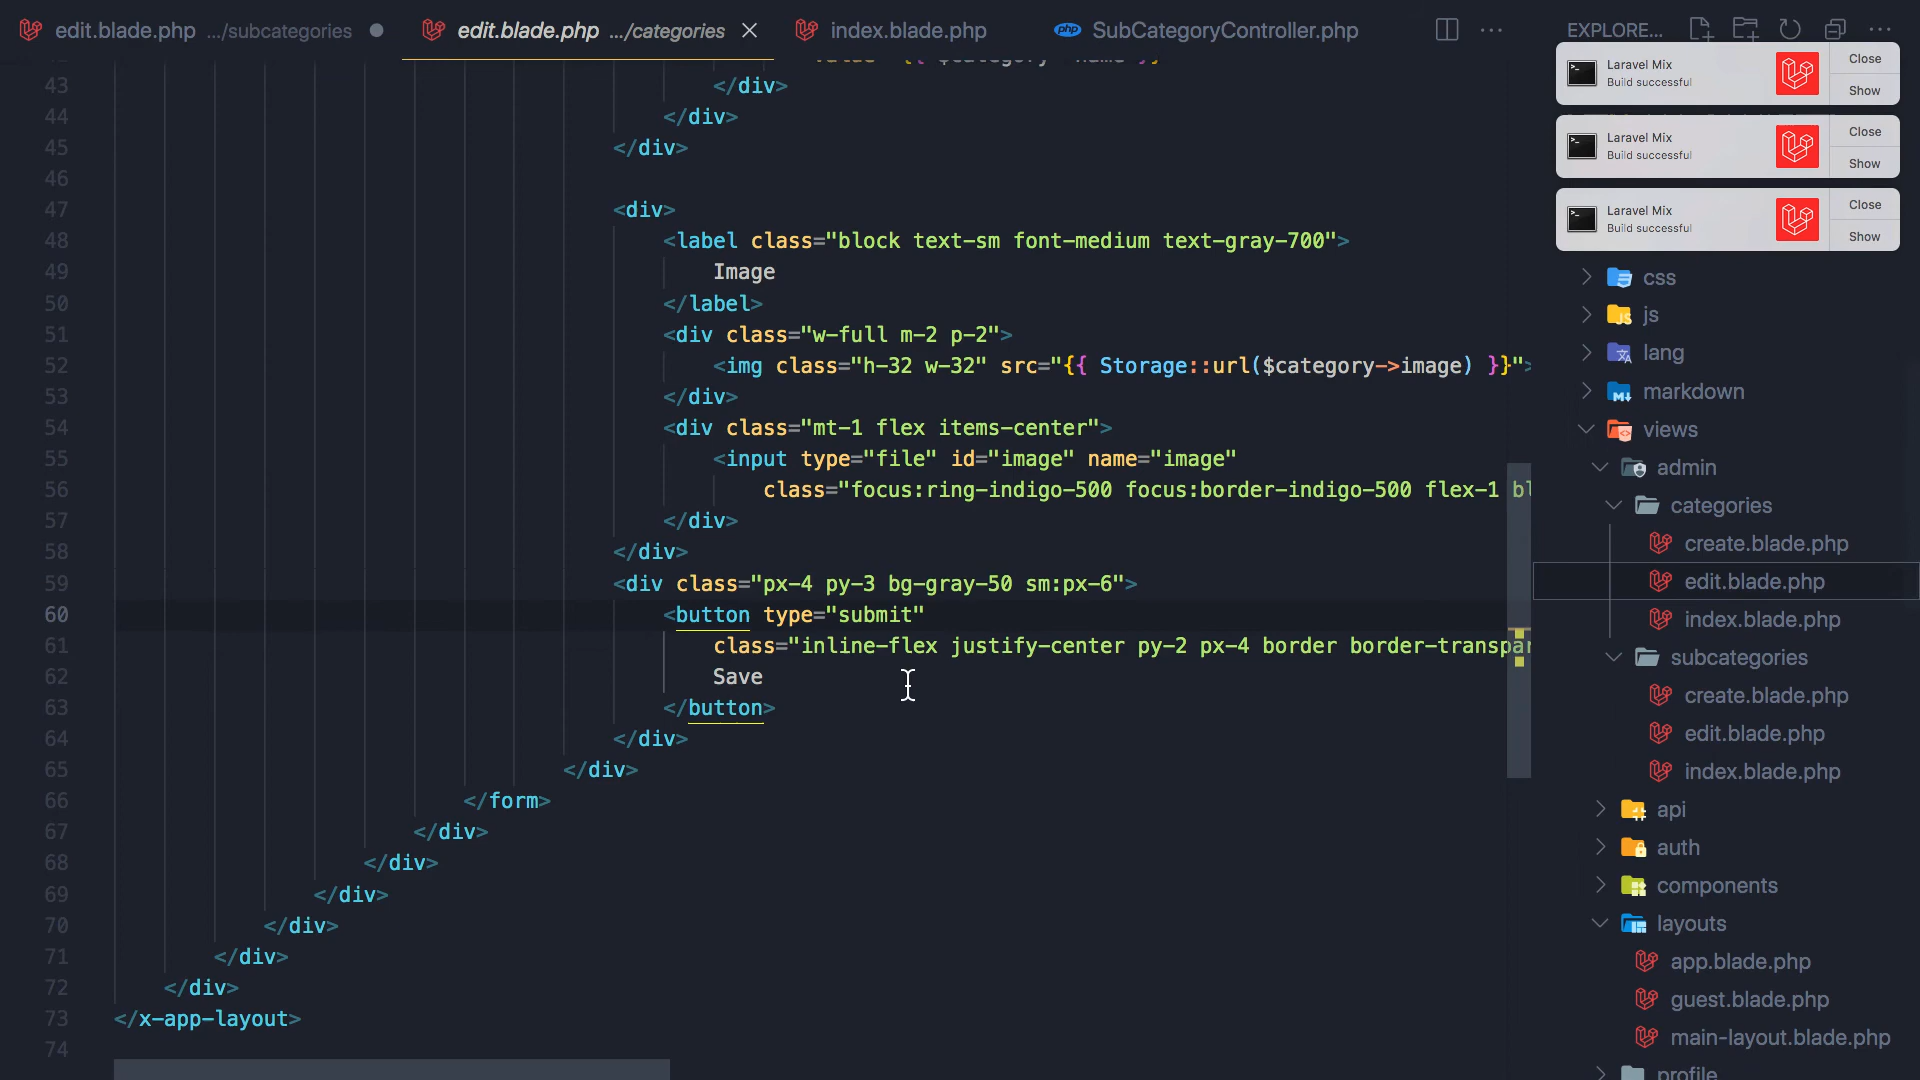 edit.blade.php .../subcategories
edit.blade.php .../categories
index.blade.php
php SubCategoryController.php
EXPLORE...
43 </div>
44 </div>
45 </div>
46
47 <div>
48 <label class="block text-sm font-medium text-gray-700">
49 Image
50 </label>
51 <div class="w-full m-2 p-2">
52 <img class="h-32 w-32" src="{{ Storage::url($category->image) }}">
53 </div>
54 <div class="mt-1 flex items-center">
55 <input type="file" id="image" name="image"
56 class="focus:ring-indigo-500 focus:border-indigo-500 flex-1 bl
57 </div>
58 </div>
59 <div class="px-4 py-3 bg-gray-50 sm:px-6">
60 <button type="submit"
61 class="inline-flex justify-center py-2 px-4 border border-transpar
62 Save
63 </button>
64 </div>
65 </div>
66 </form>
67 </div>
68 </div>
69 </div>
70 </div>
71 </div>
72 </div>
73 </x-app-layout>
74
Laravel Mix
Build successful
Close
Show
Laravel Mix
Build successful
Close
Show
Laravel Mix
Build successful
Close
Show
css
js
lang
markdown
views
admin
categories
create.blade.php
edit.blade.php
index.blade.php
subcategories
create.blade.php
edit.blade.php
index.blade.php
api
auth
components
layouts
app.blade.php
guest.blade.php
main-layout.blade.php
profile